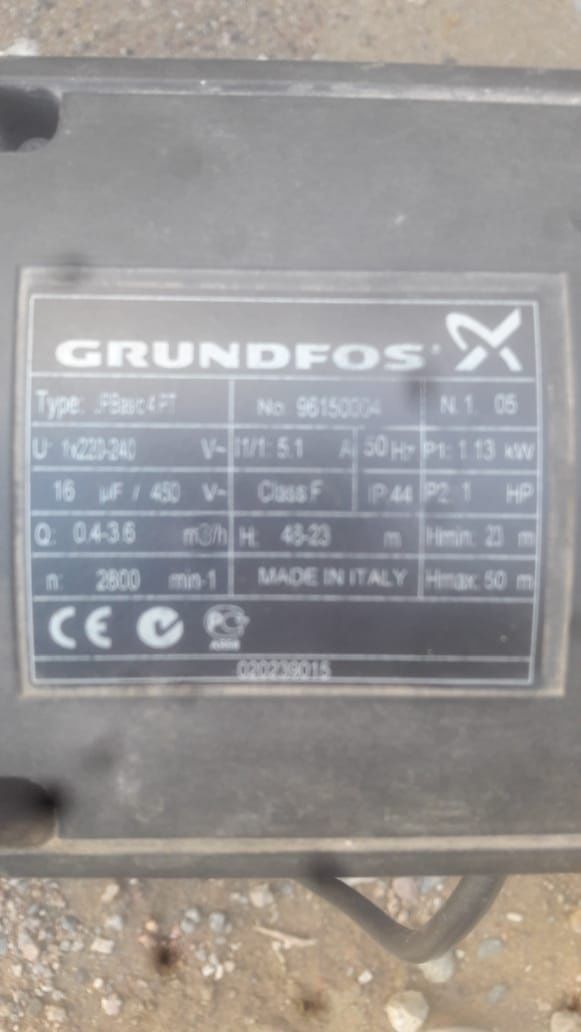 GRUNDFOS
Type: JPBasic 4 PT No: 96150004 N. 1. 05
U: 1x220-240 V~ I1/1: 5.1 A 50 Hz P1: 1.13 kW
16 µF / 450 V~ Class F IP:44 P2: 1 HP
Q: 0.4-3.6 m3/h H: 48-23 m Hmin: 23 m
n: 2800 min-1 MADE IN ITALY Hmax: 50 m
CE
020239015